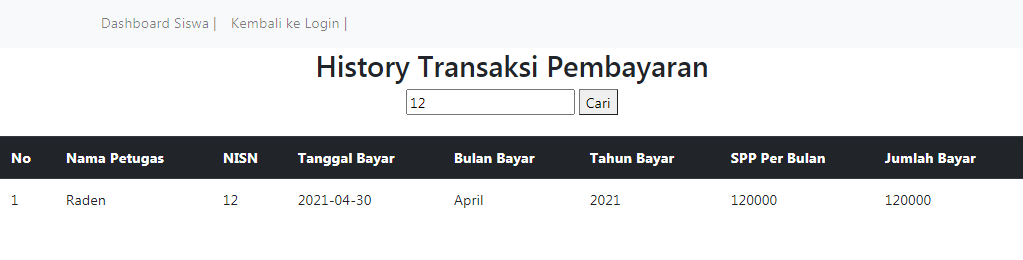 Dashboard Siswa | Kembali ke Login |
History Transaksi Pembayaran
12 Cari
No Nama Petugas NISN Tanggal Bayar Bulan Bayar Tahun Bayar SPP Per Bulan Jumlah Bayar
1 Raden 12 2021-04-30 April 2021 120000 120000